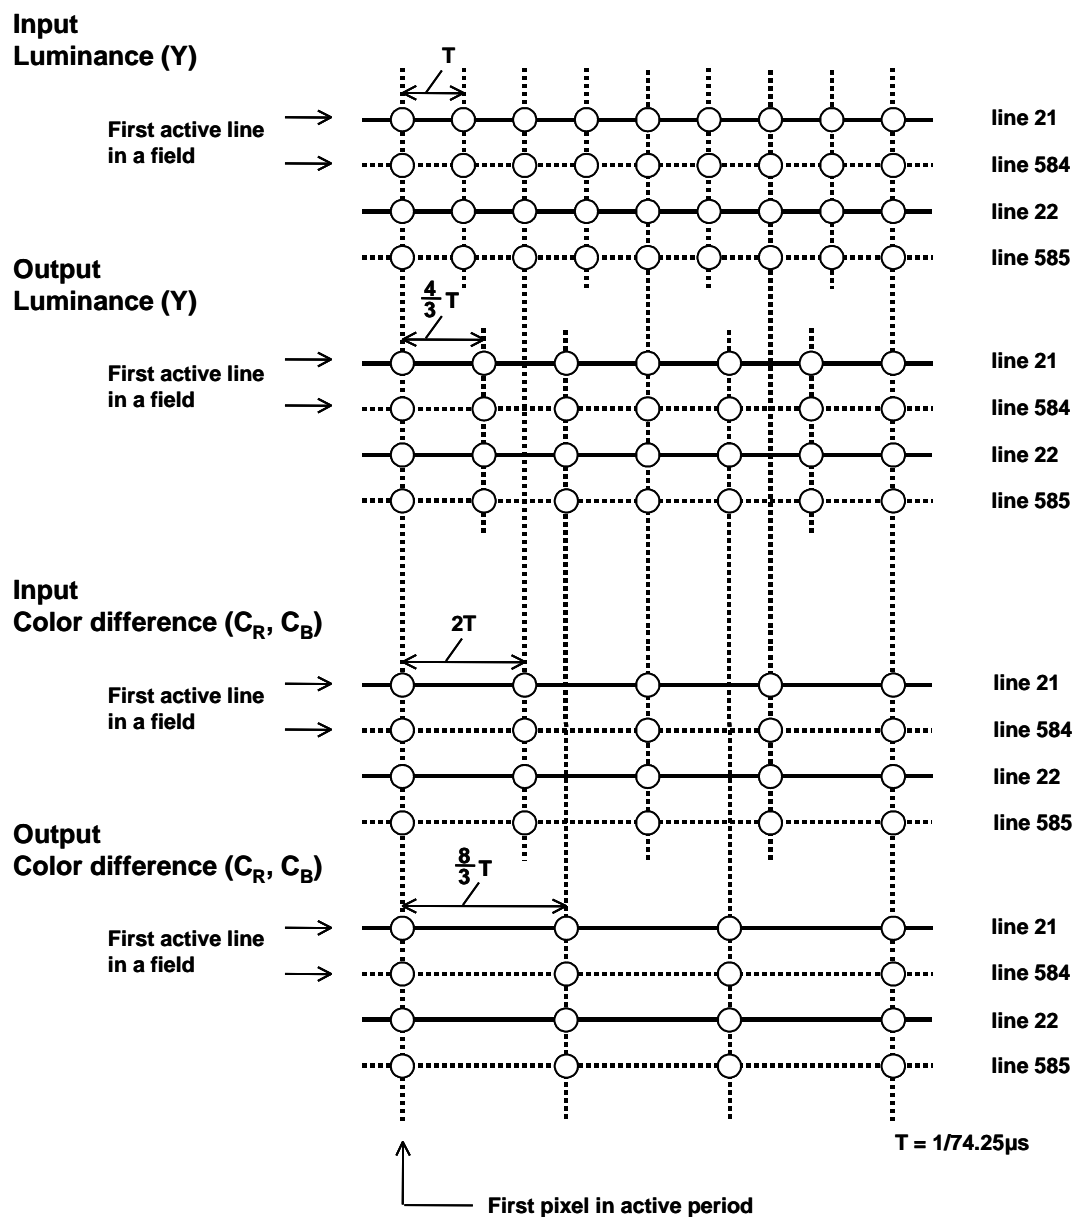 Input
Luminance (Y)
T
First active line
in a field
line 21
line 584
line 22
line 585
Output
Luminance (Y)
4/3 T
First active line
in a field
line 21
line 584
line 22
line 585
Input
Color difference (CR, CB)
2T
First active line
in a field
line 21
line 584
line 22
line 585
Output
Color difference (CR, CB)
8/3 T
First active line
in a field
line 21
line 584
line 22
line 585
T = 1/74.25µs
First pixel in active period